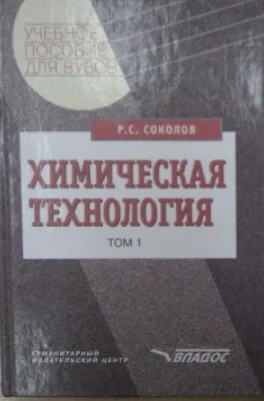 УЧЕБНОЕ
ПОСОБИЕ
ДЛЯ ВУЗОВ
Р.С. СОКОЛОВ
ХИМИЧЕСКАЯ
ТЕХНОЛОГИЯ
ТОМ 1
ГУМАНИТАРНЫЙ
ИЗДАТЕЛЬСКИЙ ЦЕНТР
ВЛАДОС